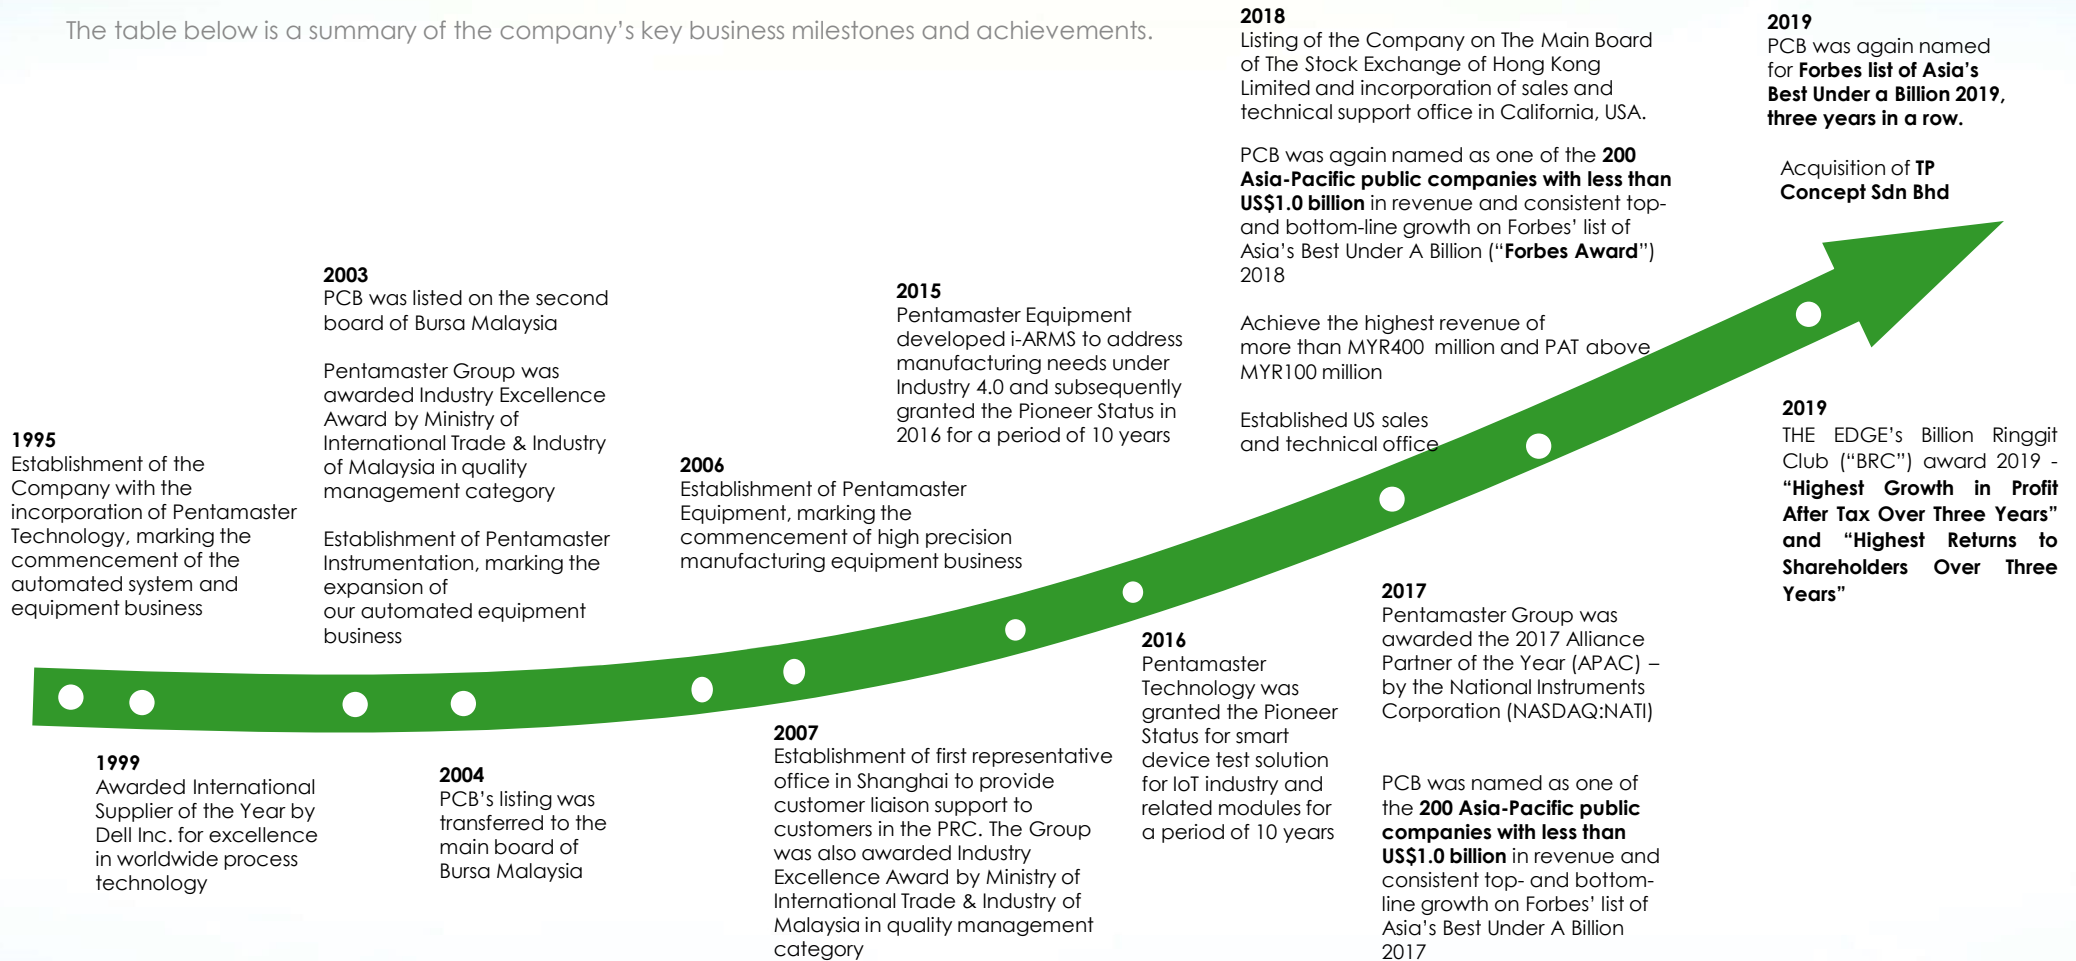 The table below is a summary of the company's key business milestones and achievements.
1995
Establishment of the
Company with the
incorporation of Pentamaster
Technology, marking the
commencement of the
automated system and
equipment business
1999
Awarded International
Supplier of the Year by
Dell Inc. for excellence
in worldwide process
technology
2003
PCB was listed on the second
board of Bursa Malaysia
Pentamaster Group was
awarded Industry Excellence
Award by Ministry of
International Trade & Industry
of Malaysia in quality
management category
Establishment of Pentamaster
Instrumentation, marking the
expansion of
our automated equipment
business
2004
PCB's listing was
transferred to the
main board of
Bursa Malaysia
2006
Establishment of Pentamaster
Equipment, marking the
commencement of high precision
manufacturing equipment business
2007
Establishment of first representative
office in Shanghai to provide
customer liaison support to
customers in the PRC. The Group
was also awarded Industry
Excellence Award by Ministry of
International Trade & Industry of
Malaysia in quality management
category
2015
Pentamaster Equipment
developed i-ARMS to address
manufacturing needs under
Industry 4.0 and subsequently
granted the Pioneer Status in
2016 for a period of 10 years
2016
Pentamaster
Technology was
granted the Pioneer
Status for smart
device test solution
for IoT industry and
related modules for
a period of 10 years
2017
Pentamaster Group was
awarded the 2017 Alliance
Partner of the Year (APAC) –
by the National Instruments
Corporation (NASDAQ:NATI)
PCB was named as one of
the 200 Asia-Pacific public
companies with less than
US$1.0 billion in revenue and
consistent top- and bottom-
line growth on Forbes' list of
Asia's Best Under A Billion
2017
2018
Listing of the Company on The Main Board
of The Stock Exchange of Hong Kong
Limited and incorporation of sales and
technical support office in California, USA.
PCB was again named as one of the 200
Asia-Pacific public companies with less than
US$1.0 billion in revenue and consistent top-
and bottom-line growth on Forbes' list of
Asia's Best Under A Billion ("Forbes Award")
2018
Achieve the highest revenue of
more than MYR400 million and PAT above
MYR100 million
Established US sales
and technical office
2019
PCB was again named
for Forbes list of Asia's
Best Under a Billion 2019,
three years in a row.
Acquisition of TP
Concept Sdn Bhd
2019
THE EDGE's Billion Ringgit
Club ("BRC") award 2019 -
"Highest Growth in Profit
After Tax Over Three Years"
and "Highest Returns to
Shareholders Over Three
Years"